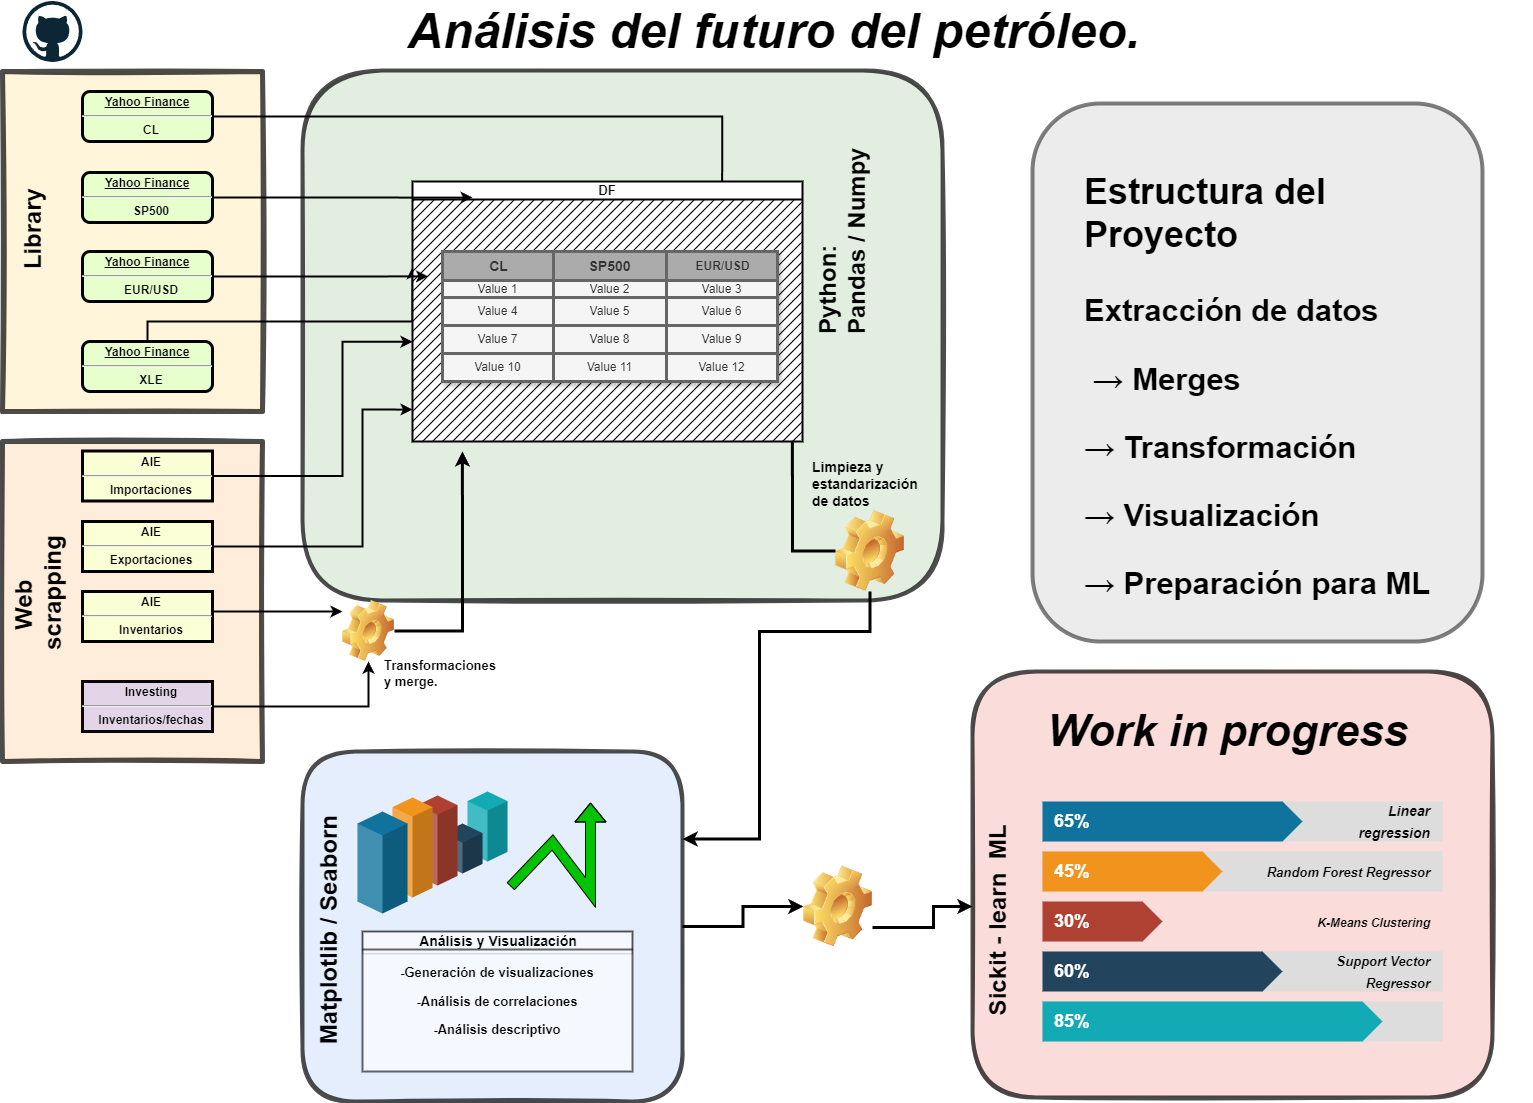 Análisis del futuro del petróleo.
Library
Yahoo Finance
CL
Yahoo Finance
SP500
Yahoo Finance
EUR/USD
Yahoo Finance
XLE
Web
scrapping
AIE
Importaciones
AIE
Exportaciones
AIE
Inventarios
Investing
Inventarios/fechas
DF
CL SP500 EUR/USD
Value 1 Value 2 Value 3
Value 4 Value 5 Value 6
Value 7 Value 8 Value 9
Value 10 Value 11 Value 12
Python:
Pandas / Numpy
Limpieza y
estandarización
de datos
Transformaciones
y merge.
Estructura del
Proyecto
Extracción de datos
→ Merges
→ Transformación
→ Visualización
→ Preparación para ML
Matplotlib / Seaborn
Análisis y Visualización
-Generación de visualizaciones
-Análisis de correlaciones
-Análisis descriptivo
Sickit - learn ML
Work in progress
65% Linear
regression
45% Random Forest Regressor
30% K-Means Clustering
60% Support Vector
Regressor
85%